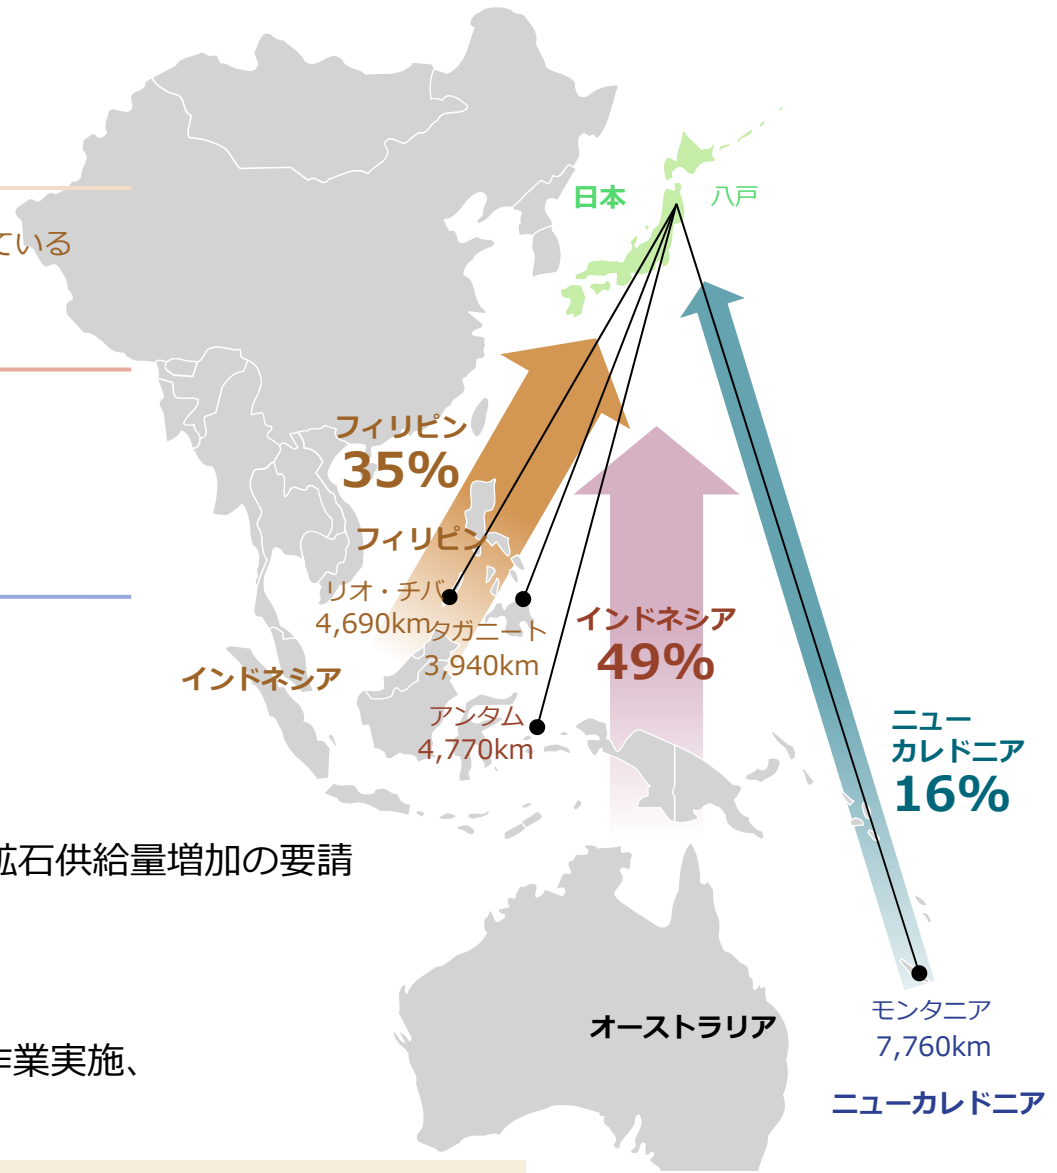 日本
八戸
ている
フィリピン
35%
フィリピン
リオ・チバ
4,690km
タガニート
3,940km
インドネシア
49%
インドネシア
アンタム
4,770km
ニュー
カレドニア
16%
鉱石供給量増加の要請
オーストラリア
モンタニア
7,760km
作業実施、
ニューカレドニア